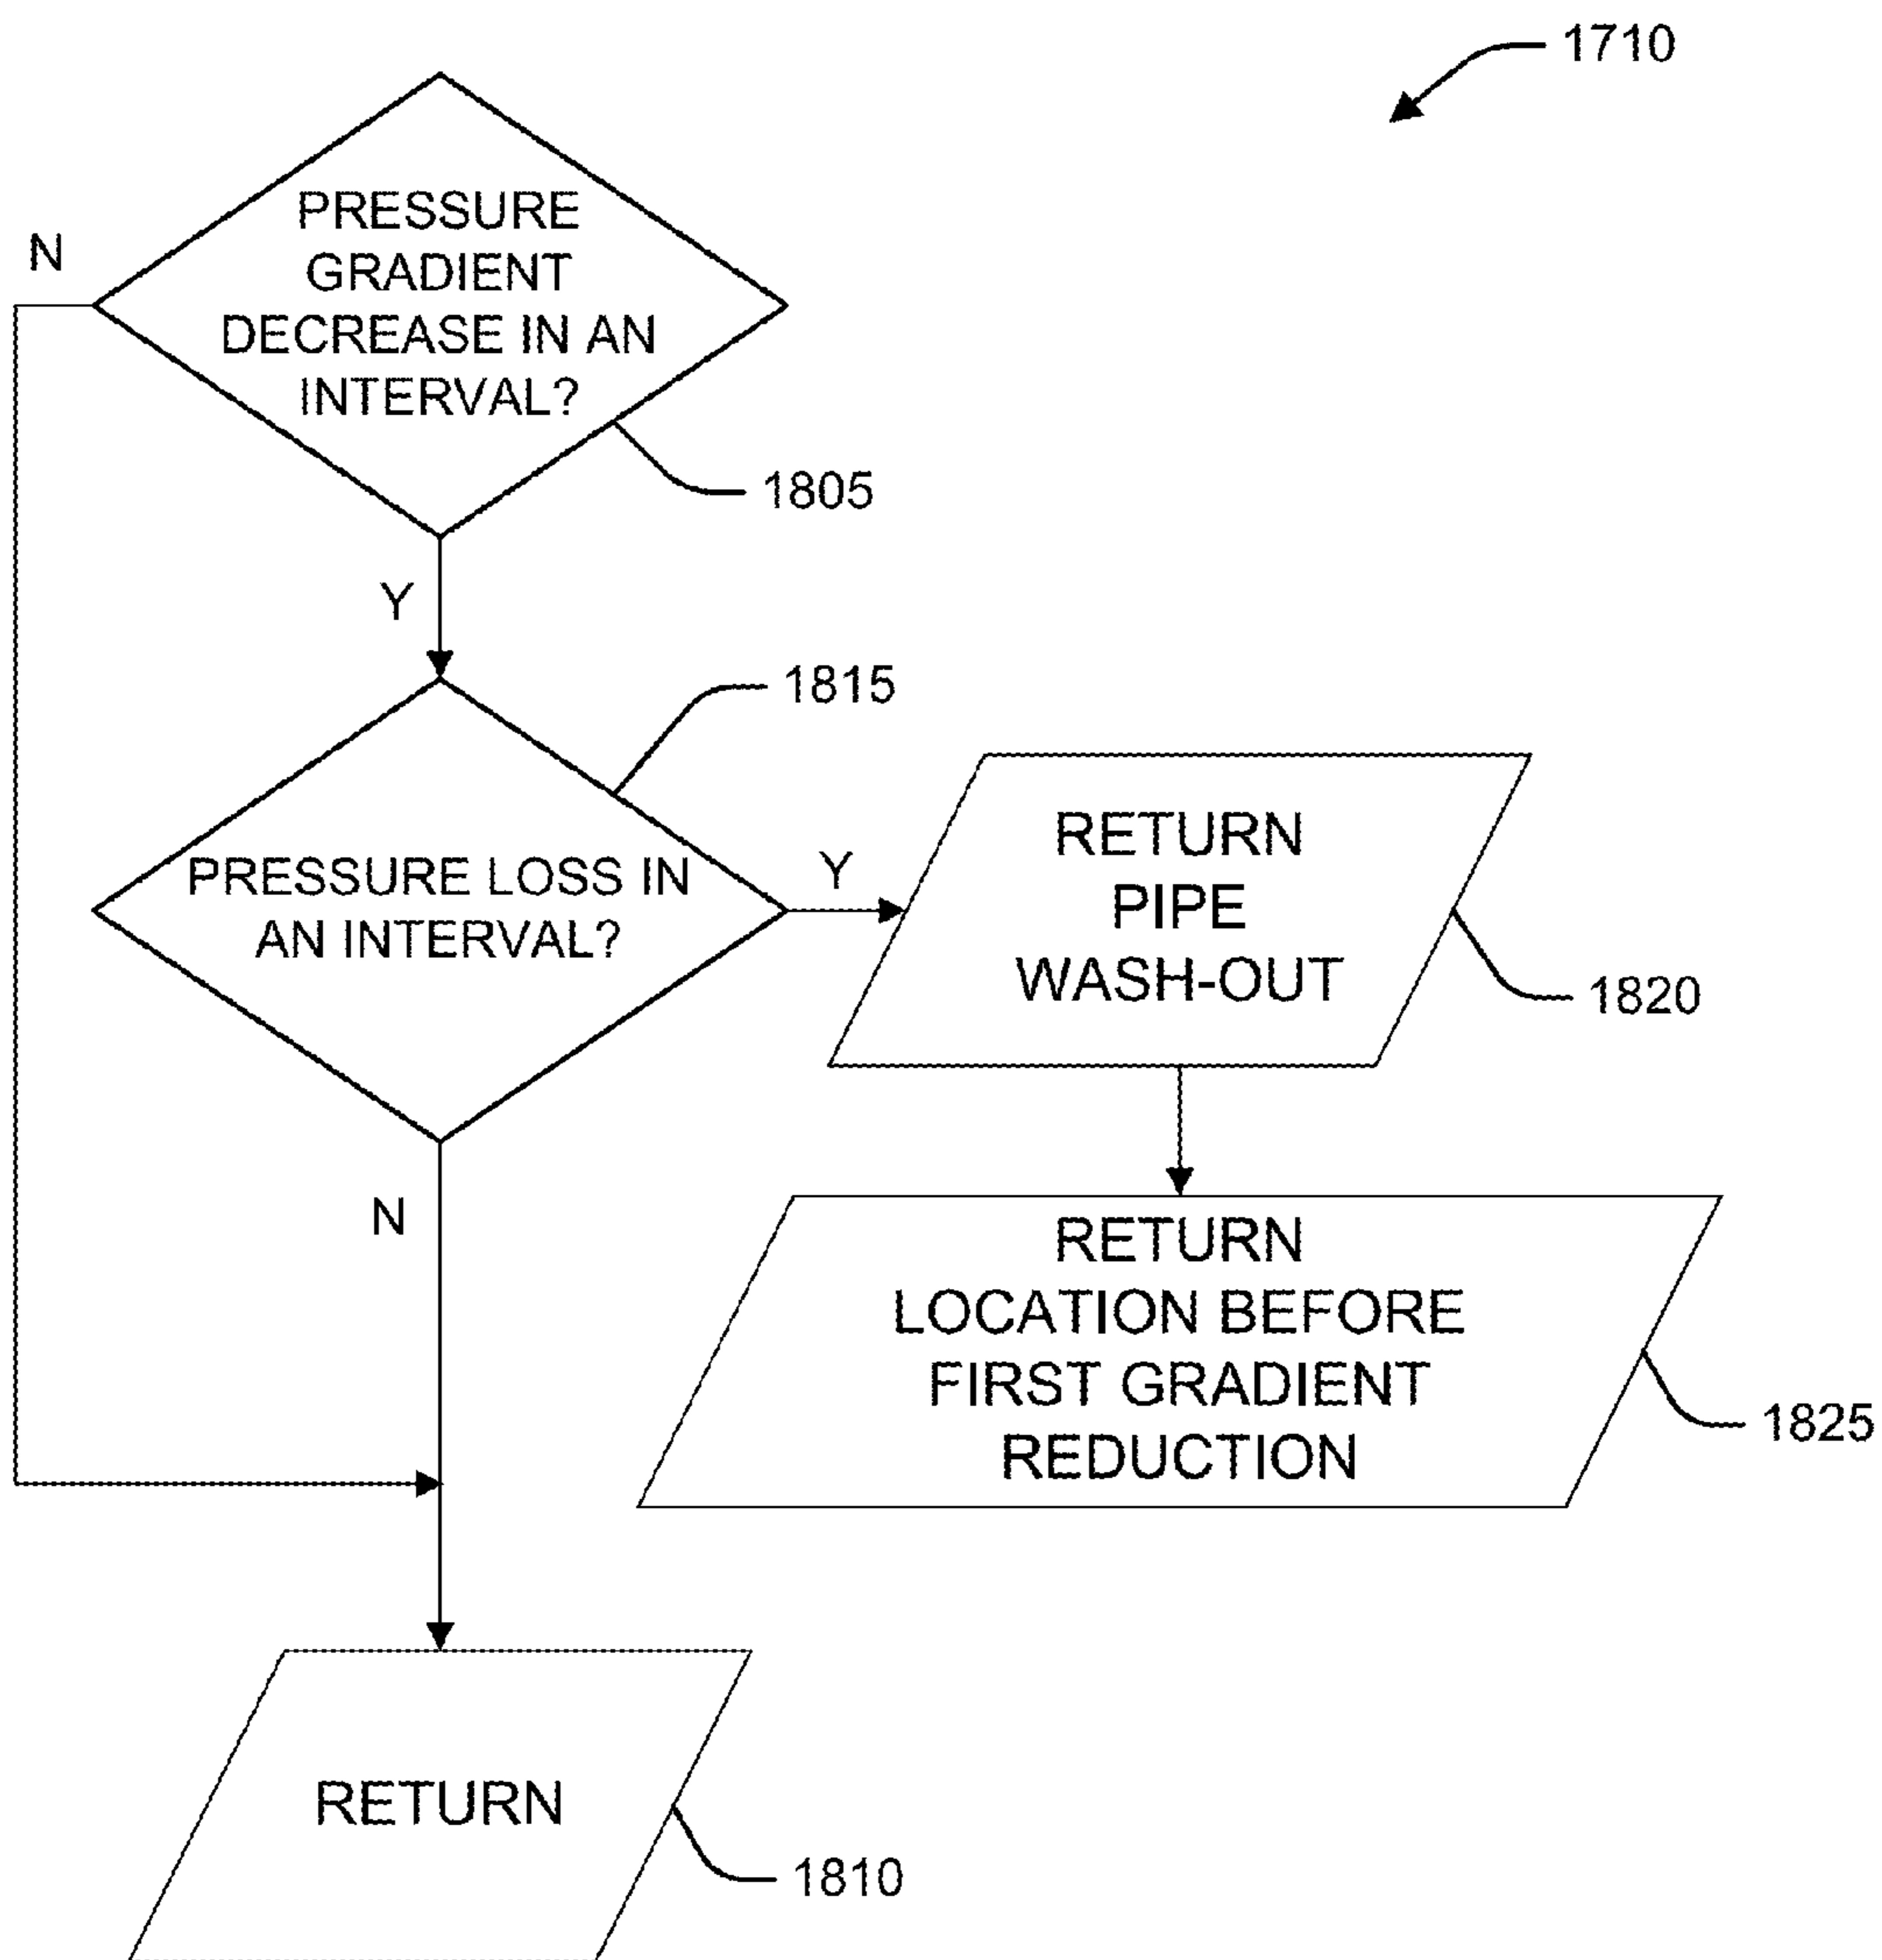 1710
PRESSURE
GRADIENT
DECREASE IN AN
INTERVAL?
N
1805
Y
1815
PRESSURE LOSS IN
AN INTERVAL?
Y
RETURN
PIPE
WASH-OUT
1820
N
RETURN
LOCATION BEFORE
FIRST GRADIENT
REDUCTION
1825
RETURN
1810